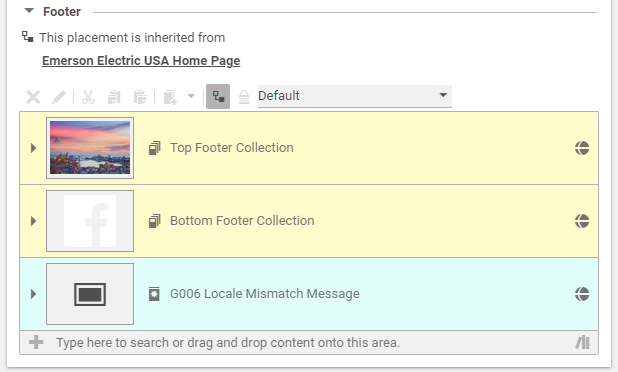 Footer
This placement is inherited from
Emerson Electric USA Home Page
Default
Top Footer Collection
Bottom Footer Collection
G006 Locale Mismatch Message
Type here to search or drag and drop content onto this area.